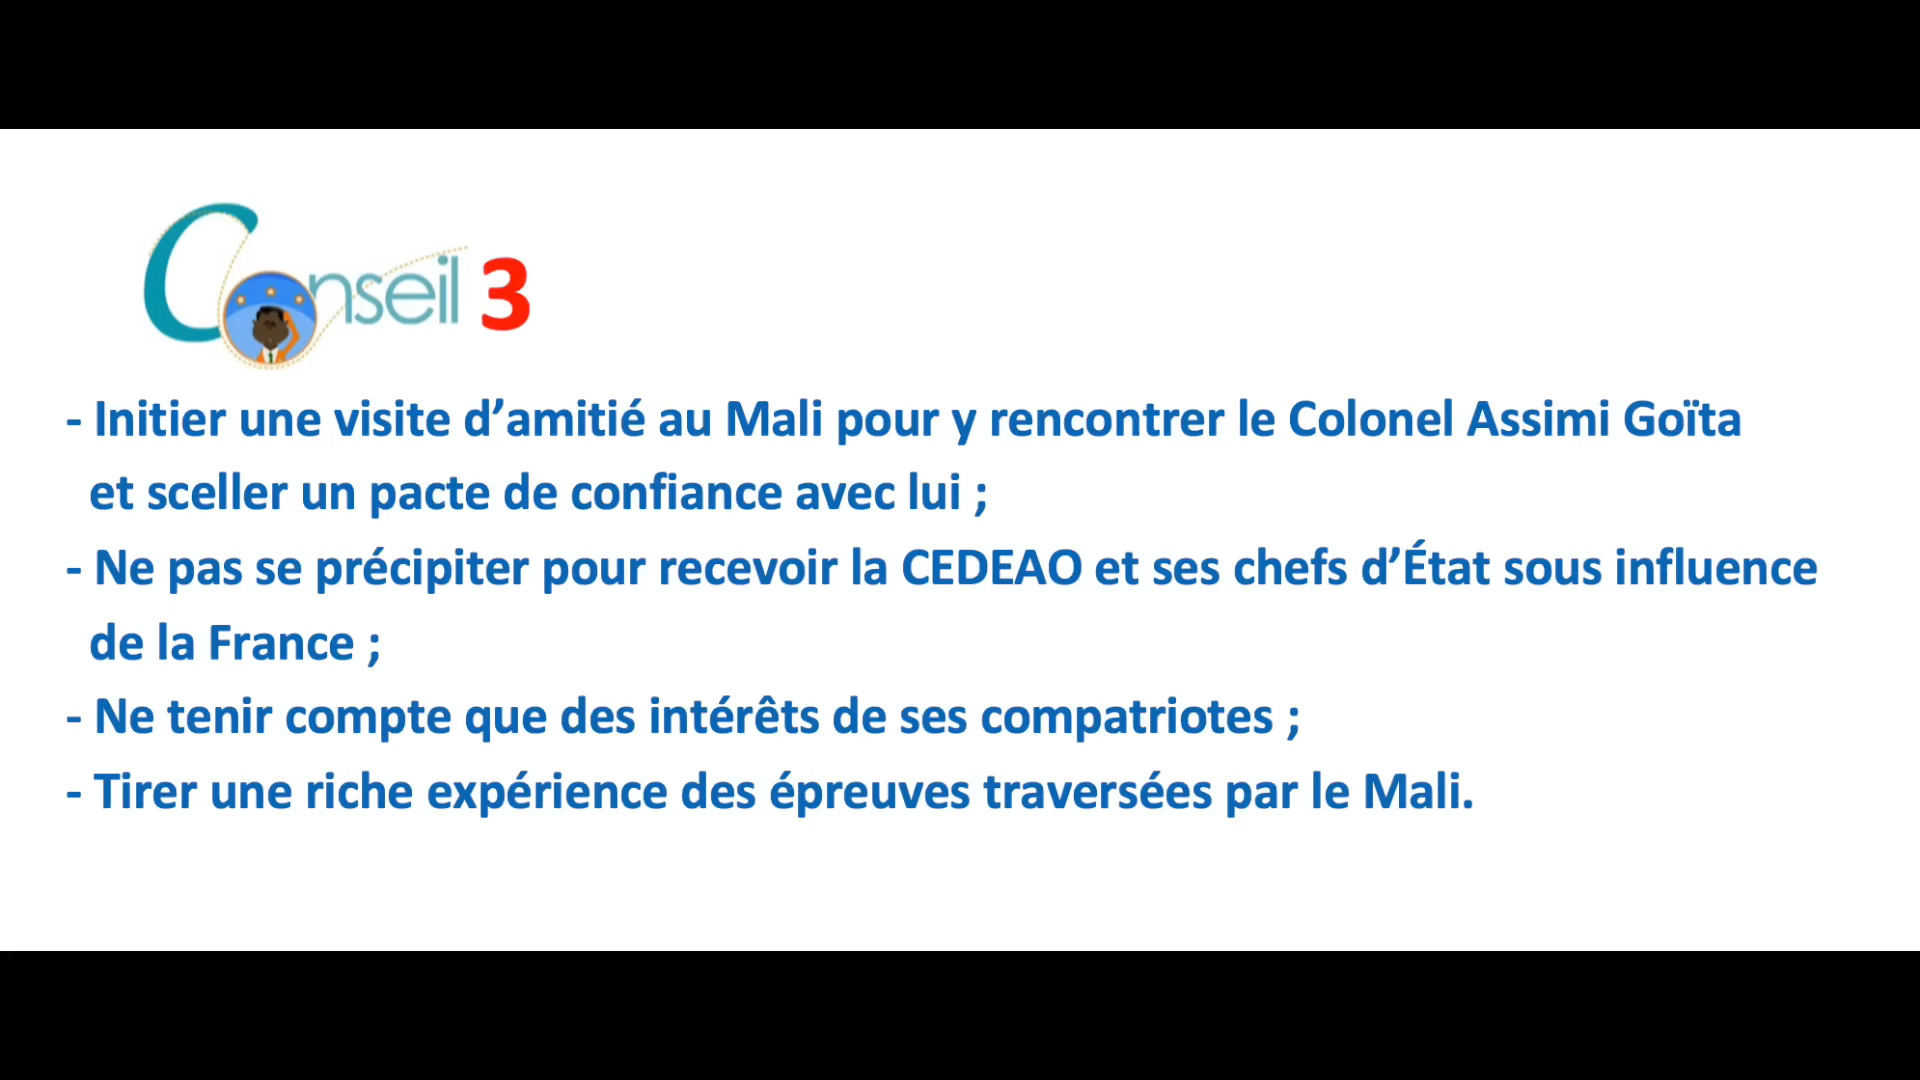 Conseil 3
- Initier une visite d’amitié au Mali pour y rencontrer le Colonel Assimi Goïta
et sceller un pacte de confiance avec lui ;
- Ne pas se précipiter pour recevoir la CEDEAO et ses chefs d’État sous influence
de la France ;
- Ne tenir compte que des intérêts de ses compatriotes ;
- Tirer une riche expérience des épreuves traversées par le Mali.